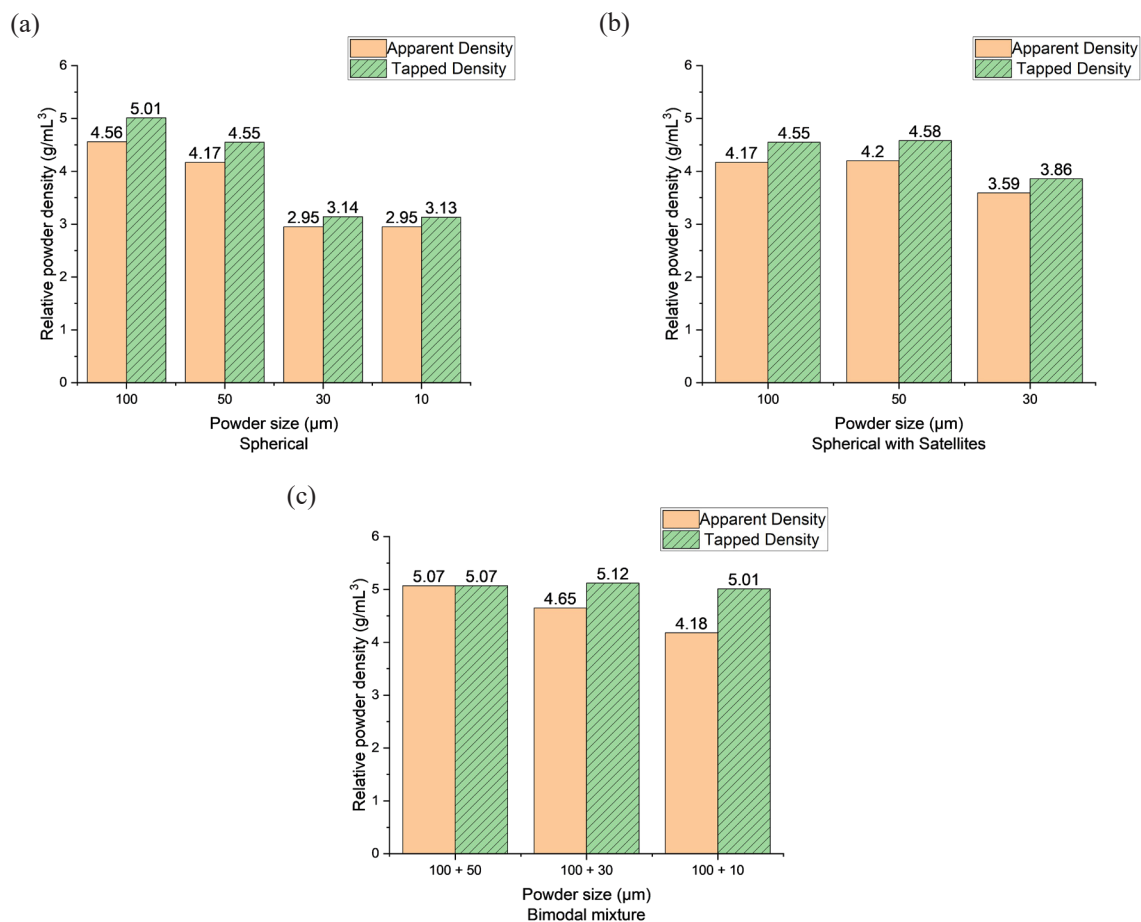 (a)
Apparent Density
Tapped Density
Relative powder density (g/mL³)
6
5
4
3
2
1
0
4.56
5.01
4.17
4.55
2.95
3.14
2.95
3.13
100
50
30
10
Powder size (µm)
Spherical
(b)
Apparent Density
Tapped Density
Relative powder density (g/mL³)
6
5
4
3
2
1
0
4.17
4.55
4.2
4.58
3.59
3.86
100
50
30
Powder size (µm)
Spherical with Satellites
(c)
Apparent Density
Tapped Density
Relative powder density (g/mL³)
6
5
4
3
2
1
0
5.07
5.07
4.65
5.12
4.18
5.01
100 + 50
100 + 30
100 + 10
Powder size (µm)
Bimodal mixture